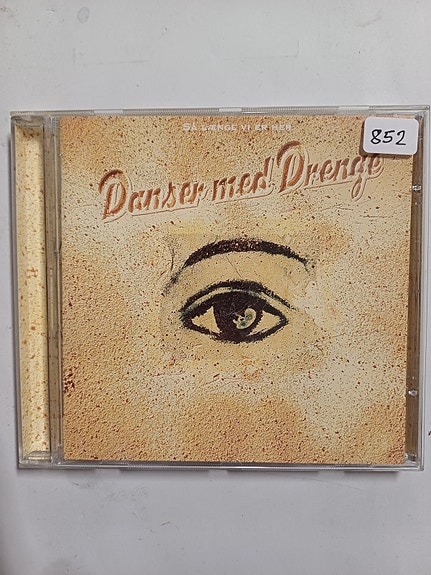 SÅ LÆNGE VI ER HER
852
Danser med Drenge